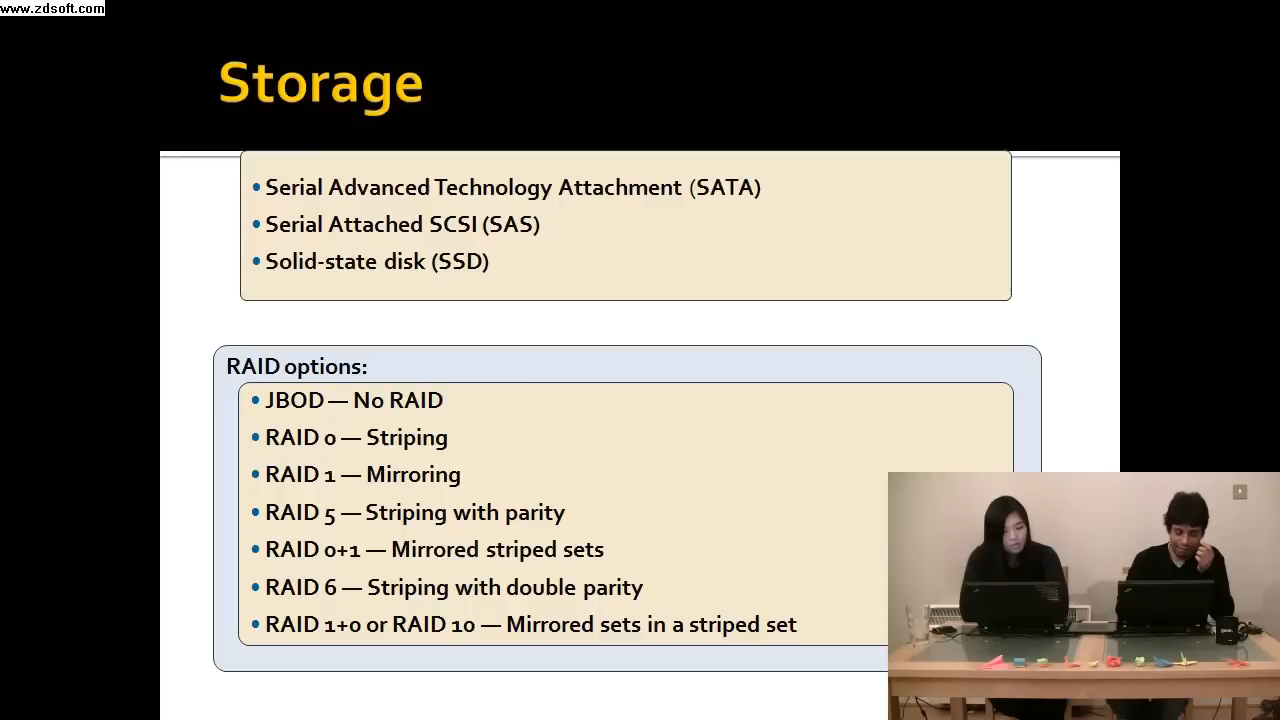 www.zdsoft.com
Storage
• Serial Advanced Technology Attachment (SATA)
• Serial Attached SCSI (SAS)
• Solid-state disk (SSD)
RAID options:
• JBOD — No RAID
• RAID 0 — Striping
• RAID 1 — Mirroring
• RAID 5 — Striping with parity
• RAID 0+1 — Mirrored striped sets
• RAID 6 — Striping with double parity
• RAID 1+0 or RAID 10 — Mirrored sets in a striped set